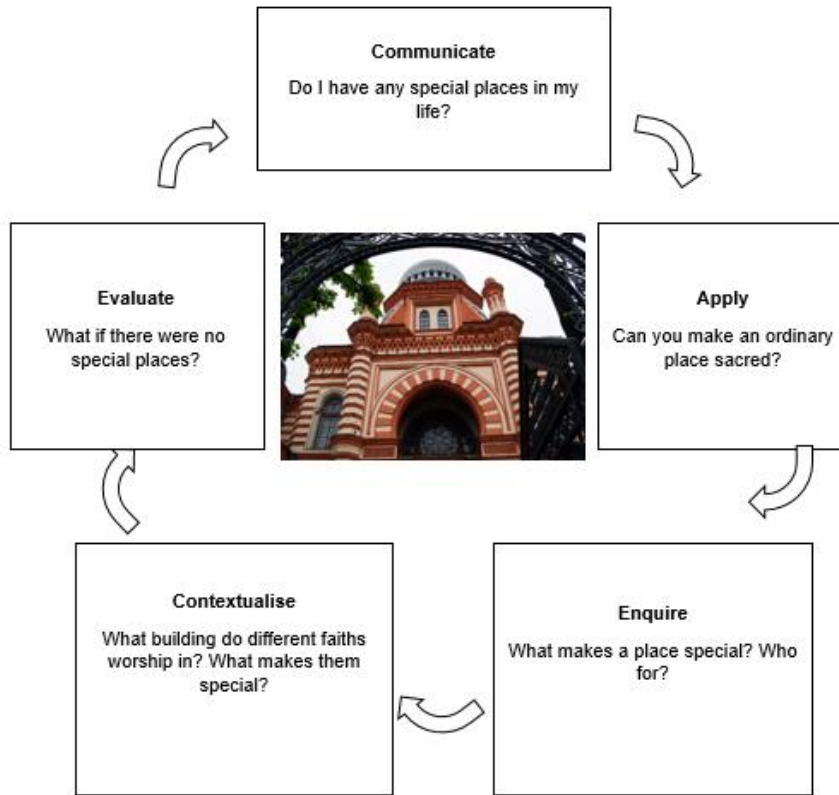 Communicate
Do I have any special places in my
life?
Apply
Can you make an ordinary
place sacred?
Enquire
What makes a place special? Who
for?
Contextualise
What building do different faiths
worship in? What makes them
special?
Evaluate
What if there were no
special places?